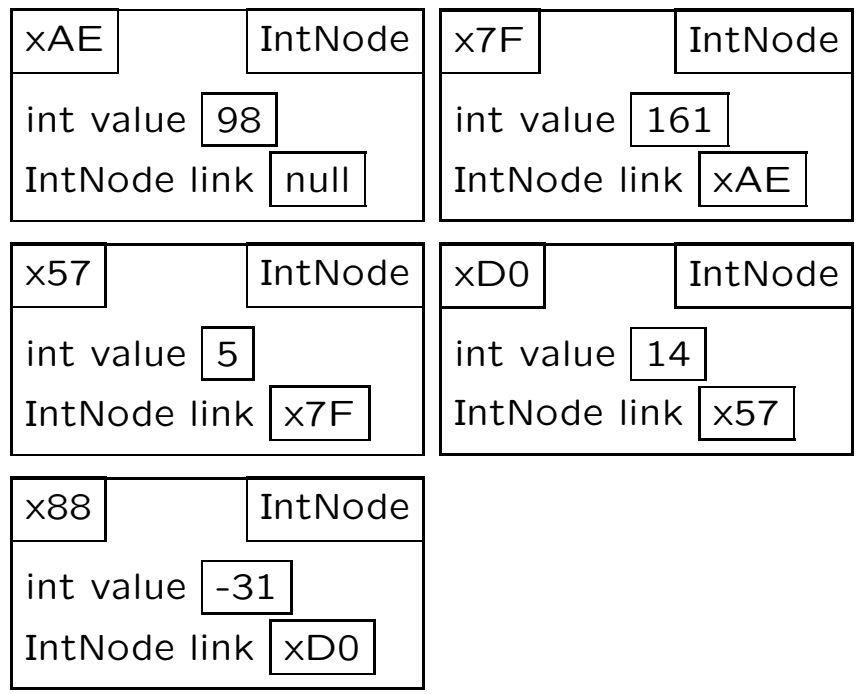 xAE IntNode
int value 98
IntNode link null
x7F IntNode
int value 161
IntNode link xAE
x57 IntNode
int value 5
IntNode link x7F
xD0 IntNode
int value 14
IntNode link x57
x88 IntNode
int value -31
IntNode link xD0